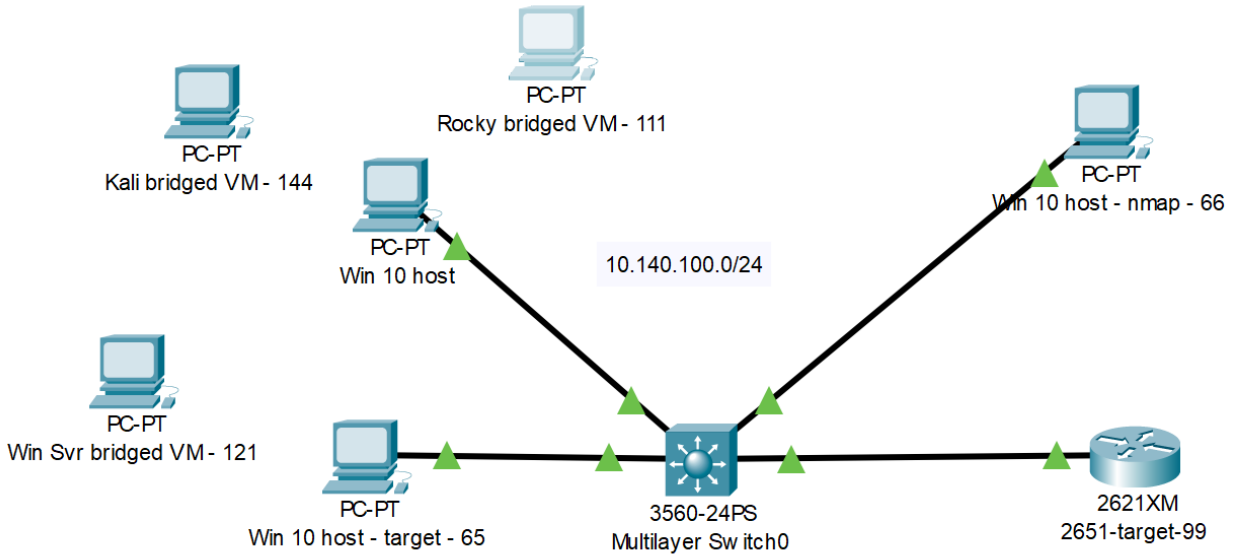 PC-PT
Rocky bridged VM - 111
PC-PT
Kali bridged VM - 144
PC-PT
Win 10 host - nmap - 66
PC-PT
Win 10 host
10.140.100.0/24
PC-PT
Win Svr bridged VM - 121
PC-PT
Win 10 host - target - 65
3560-24PS
Multilayer Switch0
2621XM
2651-target-99